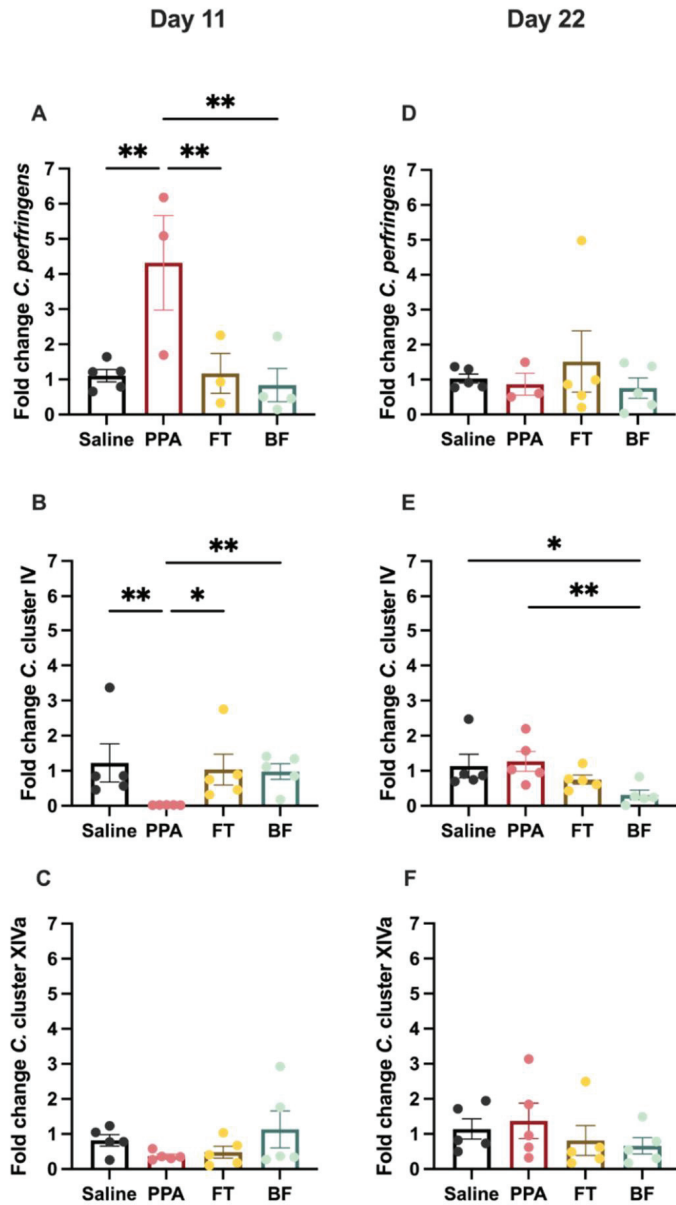 Day 11
Day 22
A
D
** 
** **
Fold change C. perfringens
7
6
5
4
3
2
1
0
Saline PPA FT BF
Fold change C. perfringens
7
6
5
4
3
2
1
0
Saline PPA FT BF
B
E
**
** *
Fold change C. cluster IV
7
6
5
4
3
2
1
0
Saline PPA FT BF
*
**
Fold change C. cluster IV
7
6
5
4
3
2
1
0
Saline PPA FT BF
C
F
Fold change C. cluster XIVa
7
6
5
4
3
2
1
0
Saline PPA FT BF
Fold change C. cluster XIVa
7
6
5
4
3
2
1
0
Saline PPA FT BF